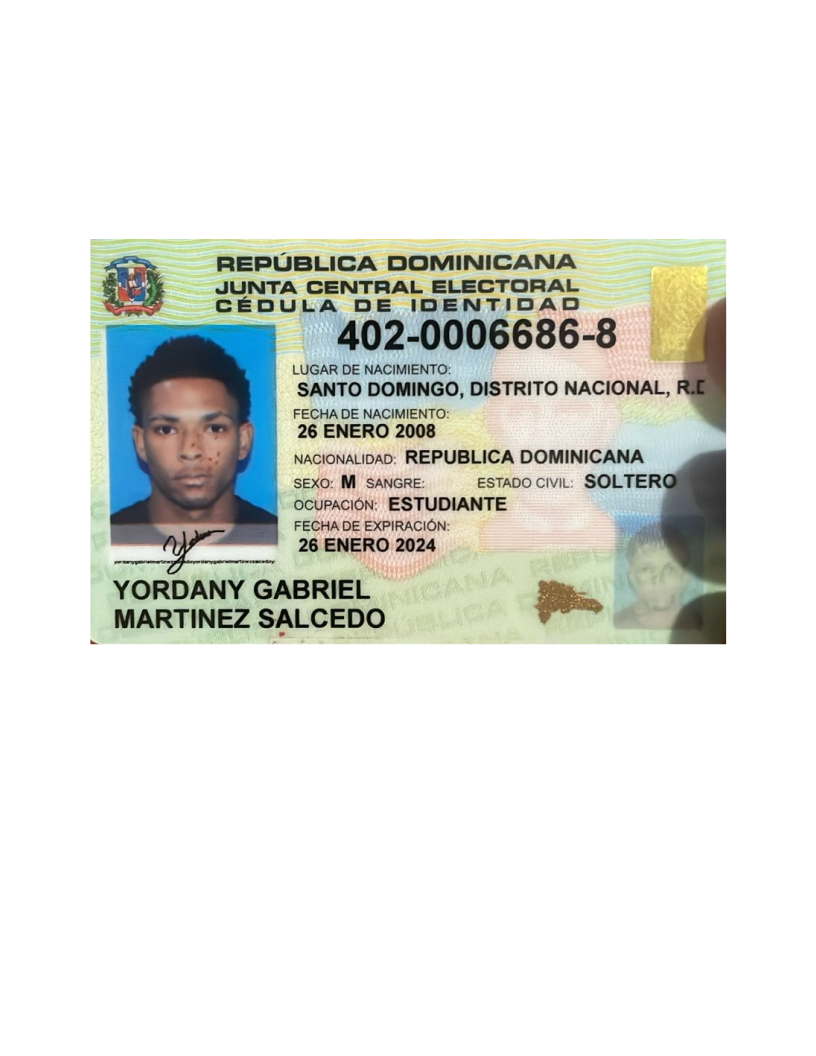 REPÚBLICA DOMINICANA
JUNTA CENTRAL ELECTORAL
CÉDULA DE IDENTIDAD
402-0006686-8
LUGAR DE NACIMIENTO:
SANTO DOMINGO, DISTRITO NACIONAL, R.D
FECHA DE NACIMIENTO:
26 ENERO 2008
NACIONALIDAD: REPUBLICA DOMINICANA
SEXO: M SANGRE: ESTADO CIVIL: SOLTERO
OCUPACIÓN: ESTUDIANTE
FECHA DE EXPIRACIÓN:
26 ENERO 2024
YORDANY GABRIEL
MARTINEZ SALCEDO